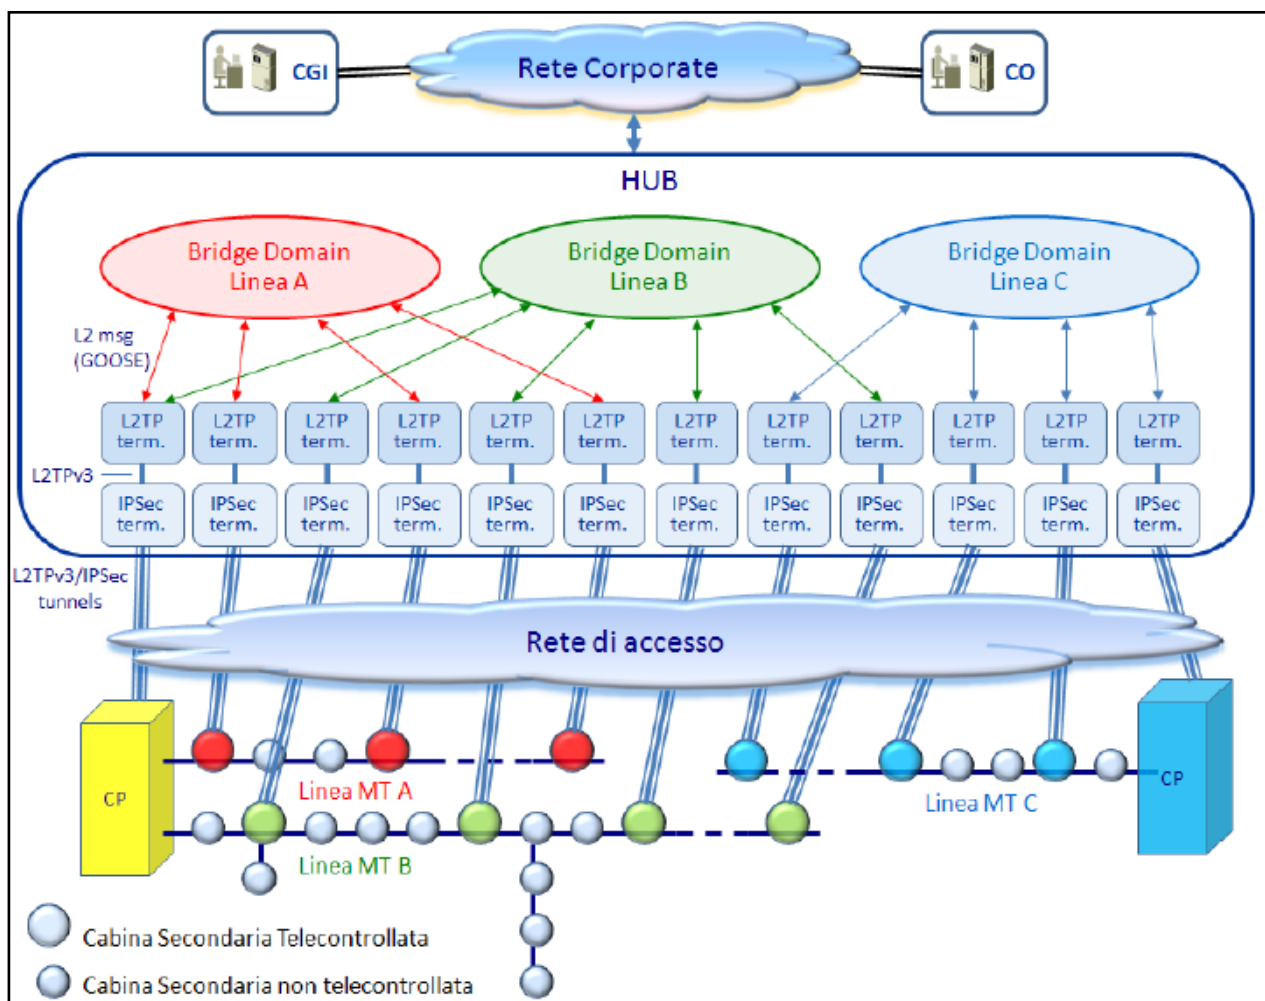 CGI
Rete Corporate
CO
HUB
Bridge Domain
Linea A
Bridge Domain
Linea B
Bridge Domain
Linea C
L2 msg
(GOOSE)
L2TP
term.
L2TP
term.
L2TP
term.
L2TP
term.
L2TP
term.
L2TP
term.
L2TP
term.
L2TP
term.
L2TP
term.
L2TP
term.
L2TP
term.
L2TP
term.
L2TPv3
IPSec
term.
IPSec
term.
IPSec
term.
IPSec
term.
IPSec
term.
IPSec
term.
IPSec
term.
IPSec
term.
IPSec
term.
IPSec
term.
IPSec
term.
IPSec
term.
L2TPv3/IPSec
tunnels
Rete di accesso
CP
Linea MT A
Linea MT C
CP
Linea MT B
Cabina Secondaria Telecontrollata
Cabina Secondaria non telecontrollata